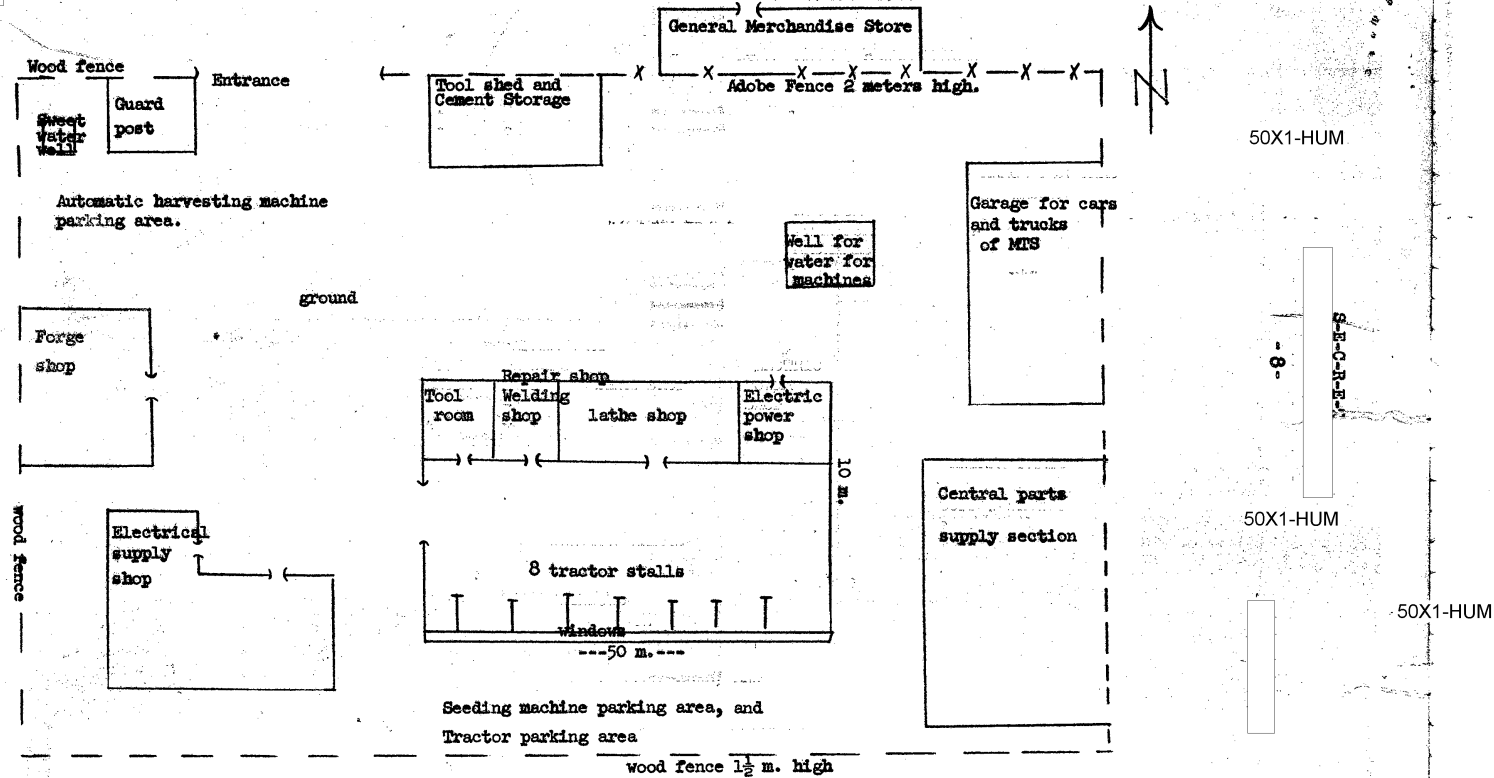 General Merchandise Store
Wood fence
Entrance
Tool shed and
Cement Storage
Adobe Fence 2 meters high.
Guard
post
Sweet
water
well
N
50X1-HUM
Automatic harvesting machine
parking area.
Garage for cars
and trucks
of MTS
Well for
water for
machines
ground
Forge
shop
Repair shop
Tool
room
Welding
shop
lathe shop
Electric
power
shop
10 m.
S-E-C-R-E-
-8-
Central parts
supply section
50X1-HUM
wood fence
Electrical
supply
shop
8 tractor stalls
windows
---50 m.---
50X1-HUM
Seeding machine parking area, and
Tractor parking area
wood fence 1½ m. high